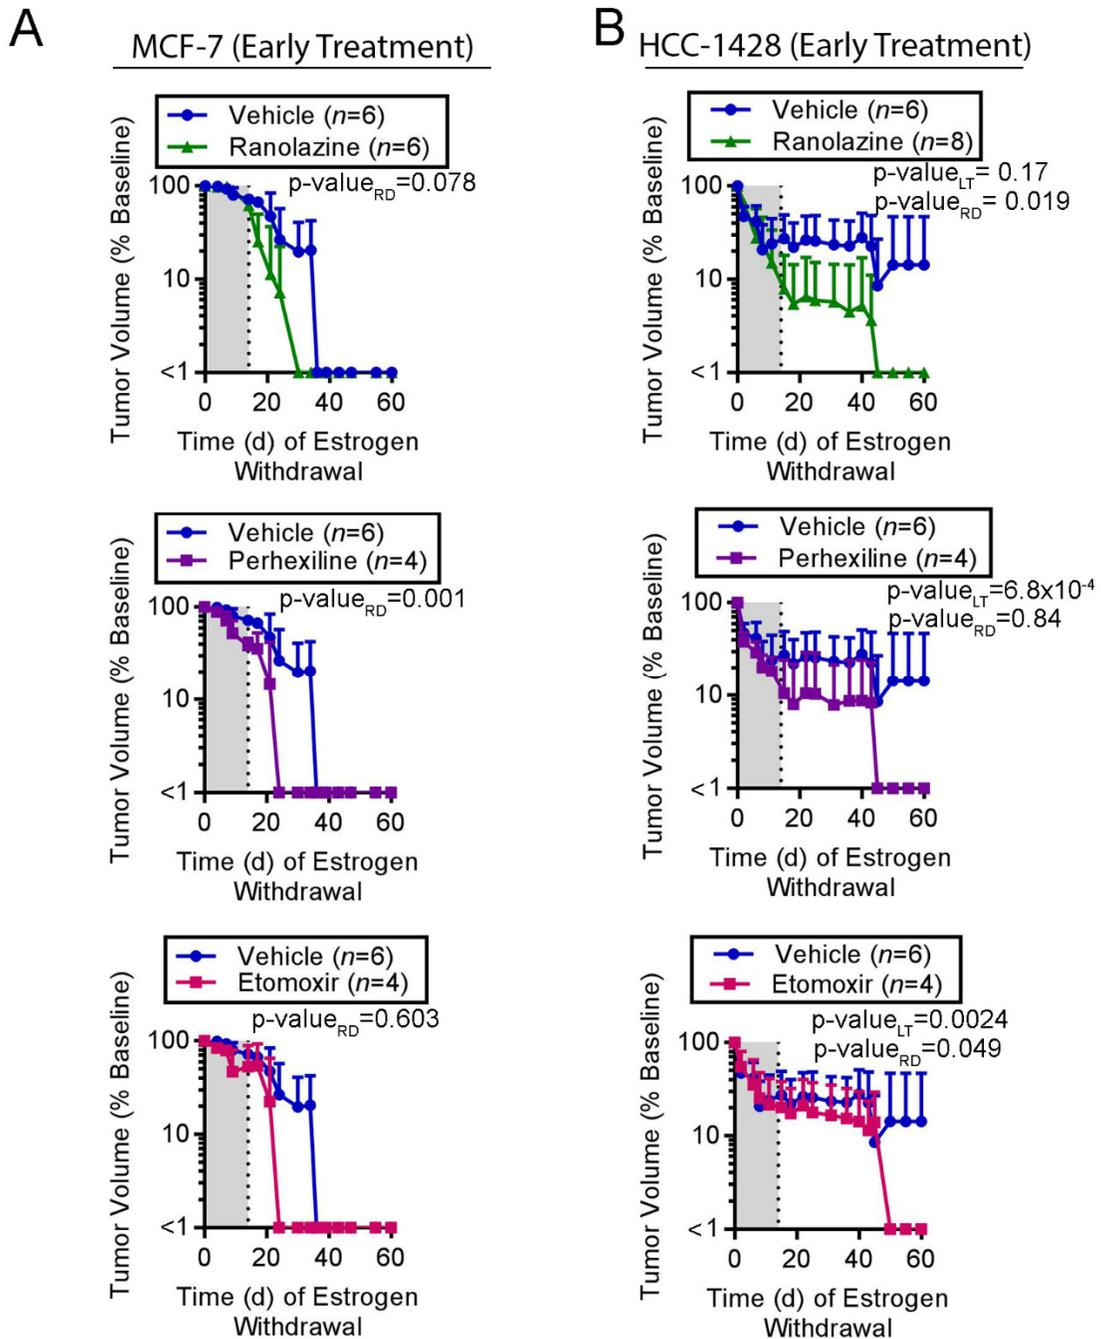 A
MCF-7 (Early Treatment)
Vehicle (n=6)
Ranolazine (n=6)
p-valueRD=0.078
Tumor Volume (% Baseline)
100
10
<1
0 20 40 60
Time (d) of Estrogen
Withdrawal
Vehicle (n=6)
Perhexiline (n=4)
p-valueRD=0.001
Tumor Volume (% Baseline)
100
10
<1
0 20 40 60
Time (d) of Estrogen
Withdrawal
Vehicle (n=6)
Etomoxir (n=4)
p-valueRD=0.603
Tumor Volume (% Baseline)
100
10
<1
0 20 40 60
Time (d) of Estrogen
Withdrawal
B
HCC-1428 (Early Treatment)
Vehicle (n=6)
Ranolazine (n=8)
p-valueLT= 0.17
p-valueRD= 0.019
Tumor Volume (% Baseline)
100
10
<1
0 20 40 60
Time (d) of Estrogen
Withdrawal
Vehicle (n=6)
Perhexiline (n=4)
p-valueLT=6.8x10-4
p-valueRD=0.84
Tumor Volume (% Baseline)
100
10
<1
0 20 40 60
Time (d) of Estrogen
Withdrawal
Vehicle (n=6)
Etomoxir (n=4)
p-valueLT=0.0024
p-valueRD=0.049
Tumor Volume (% Baseline)
100
10
<1
0 20 40 60
Time (d) of Estrogen
Withdrawal